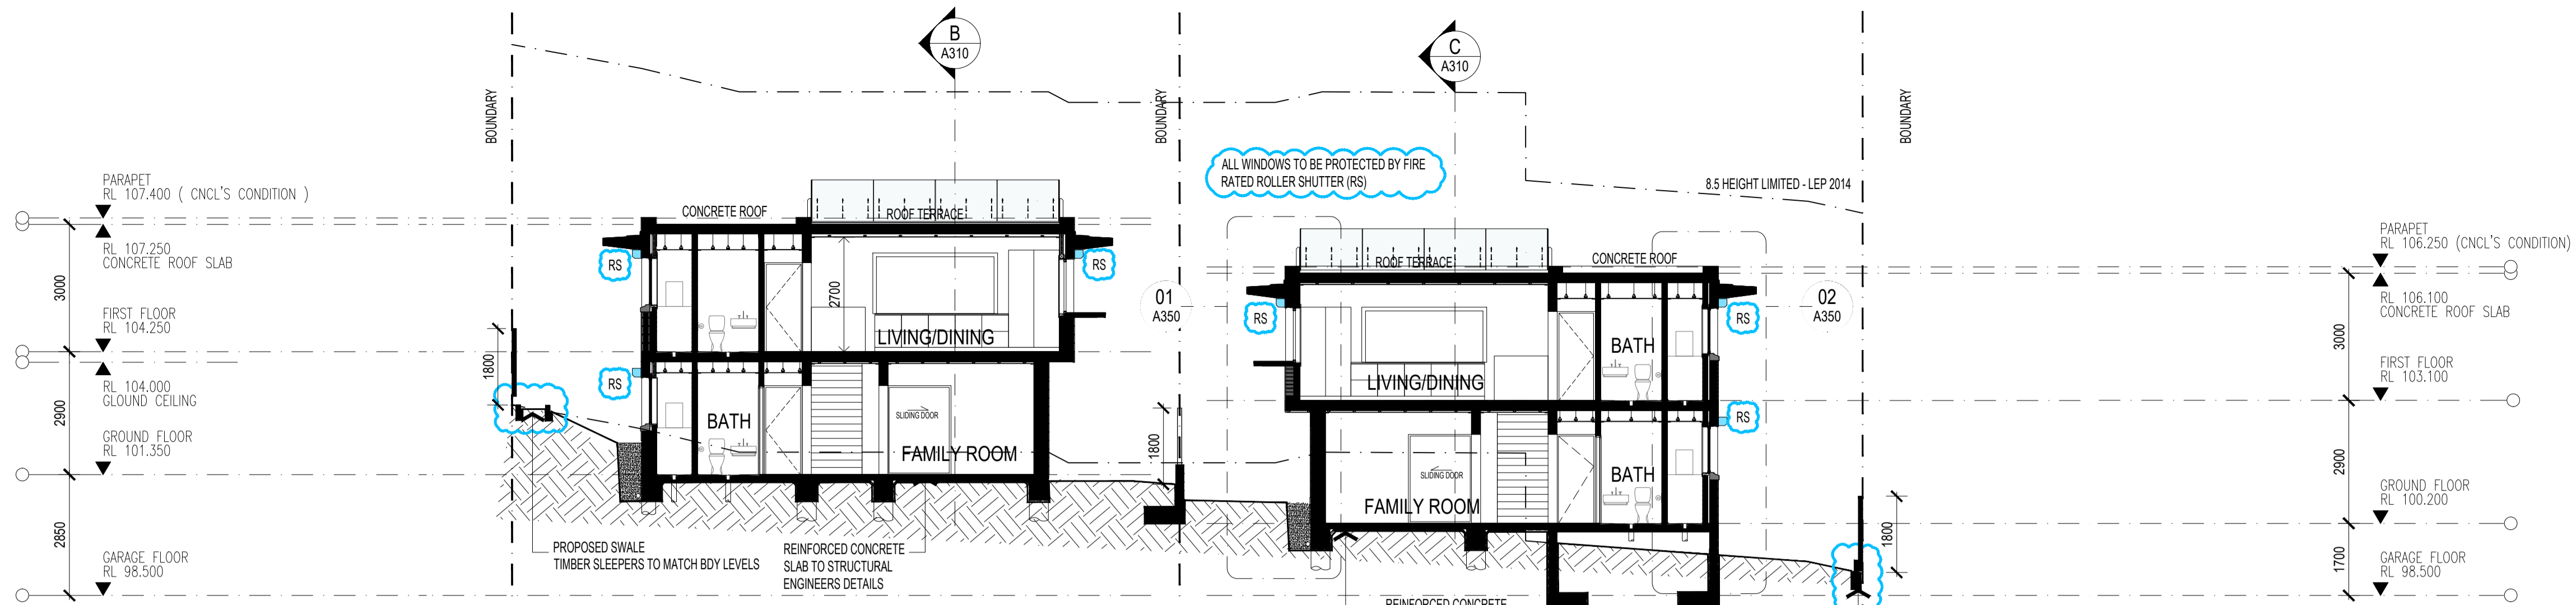 B
A310
C
A310
BOUNDARY
BOUNDARY
BOUNDARY
ALL WINDOWS TO BE PROTECTED BY FIRE
RATED ROLLER SHUTTER (RS)
8.5 HEIGHT LIMITED - LEP 2014
PARAPET
RL 107.400 ( CNCL'S CONDITION )
RL 107.250
CONCRETE ROOF SLAB
3000
FIRST FLOOR
RL 104.250
RL 104.000
GLOUND CEILING
2900
GROUND FLOOR
RL 101.350
2850
GARAGE FLOOR
RL 98.500
1800
CONCRETE ROOF
ROOF TERRACE
RS
RS
2700
LIVING/DINING
RS
BATH
SLIDING DOOR
FAMILY ROOM
PROPOSED SWALE
TIMBER SLEEPERS TO MATCH BDY LEVELS
REINFORCED CONCRETE
SLAB TO STRUCTURAL
ENGINEERS DETAILS
1800
01
A350
ROOF TERRACE
CONCRETE ROOF
RS
RS
02
A350
BATH
LIVING/DINING
RS
SLIDING DOOR
BATH
FAMILY ROOM
REINFORCED CONCRETE
1800
PARAPET
RL 106.250 (CNCL'S CONDITION)
RL 106.100
CONCRETE ROOF SLAB
3000
FIRST FLOOR
RL 103.100
2900
GROUND FLOOR
RL 100.200
1700
GARAGE FLOOR
RL 98.500